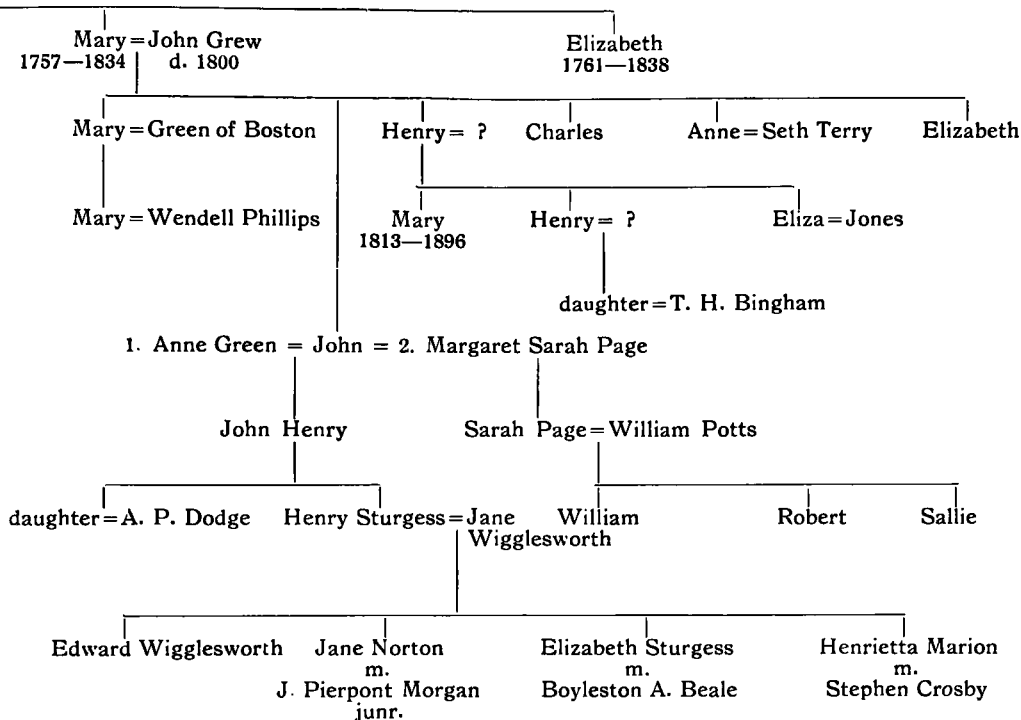 Mary = John Grew Elizabeth
1757—1834 d. 1800 1761—1838
Mary = Green of Boston Henry = ? Charles Anne = Seth Terry Elizabeth
Mary = Wendell Phillips Mary Henry = ? Eliza = Jones
1813—1896
daughter = T. H. Bingham
1. Anne Green = John = 2. Margaret Sarah Page
John Henry Sarah Page = William Potts
daughter = A. P. Dodge Henry Sturgess = Jane William Robert Sallie
Wigglesworth
Edward Wigglesworth Jane Norton Elizabeth Sturgess Henrietta Marion
m. m. m.
J. Pierpont Morgan Boyleston A. Beale Stephen Crosby
junr.